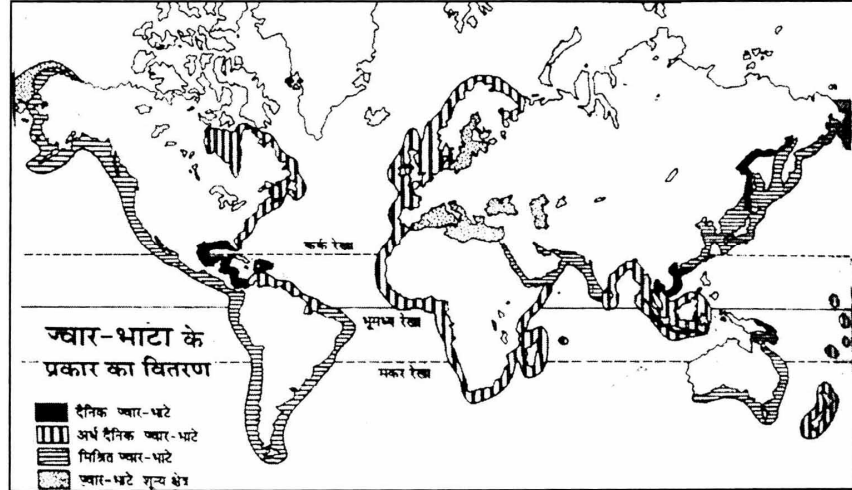 कर्क रेखा
भूमध्य रेखा
ज्वार-भाटा के
प्रकार का वितरण
मकर रेखा
दैनिक ज्वार-भाटे
अर्ध दैनिक ज्वार-भाटे
मिश्रित ज्वार-भाटे
ज्वार-भाटे शून्य क्षेत्र